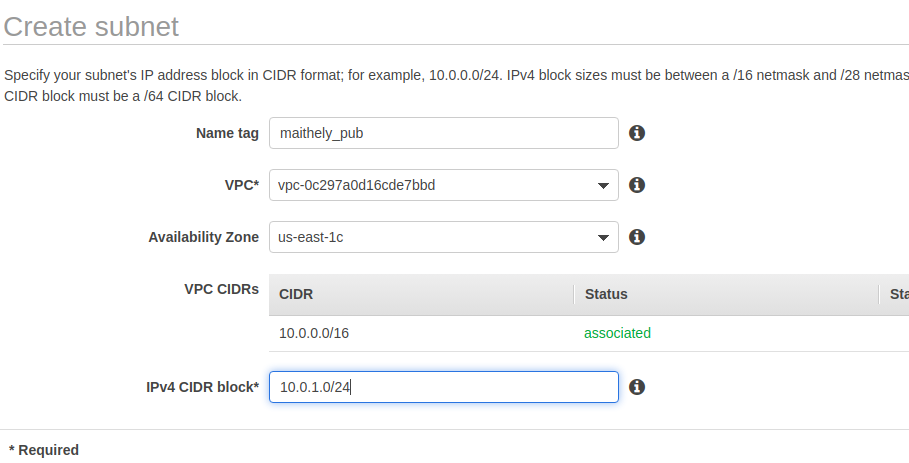 Create subnet
Specify your subnet's IP address block in CIDR format; for example, 10.0.0.0/24. IPv4 block sizes must be between a /16 netmask and /28 netmas
CIDR block must be a /64 CIDR block.
Name tag maithely_pub
VPC* vpc-0c297a0d16cde7bbd
Availability Zone us-east-1c
VPC CIDRs CIDR Status Sta
10.0.0.0/16 associated
IPv4 CIDR block* 10.0.1.0/24
* Required